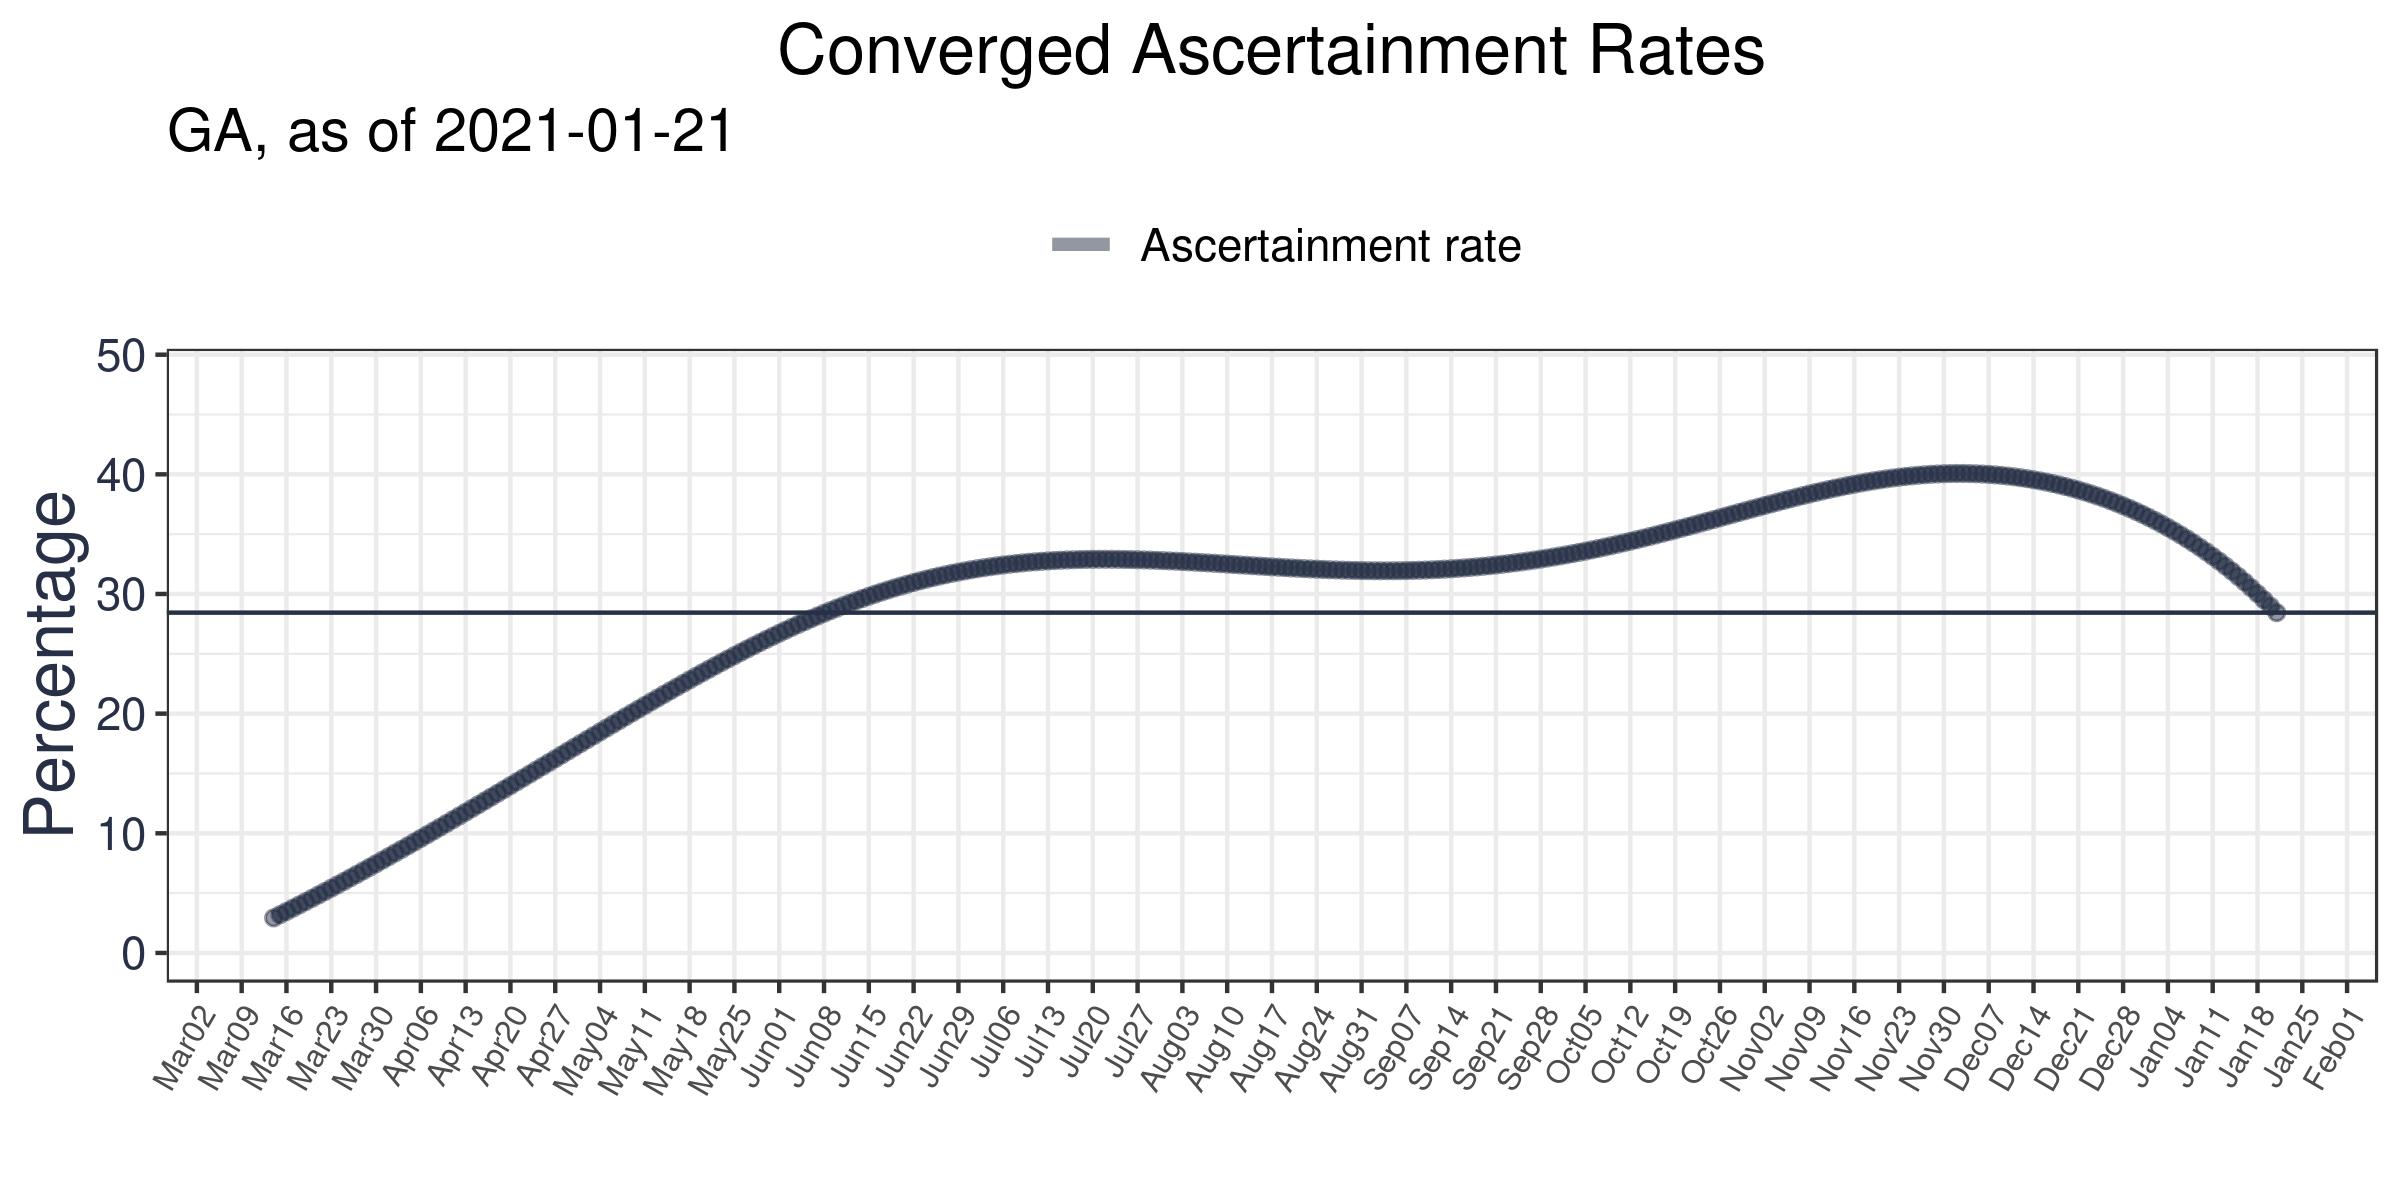 Converged Ascertainment Rates
GA, as of 2021-01-21
Ascertainment rate
Percentage
50
40
30
20
10
0
Mar02 Mar09 Mar16 Mar23 Mar30 Apr06 Apr13 Apr20 Apr27 May04 May11 May18 May25 Jun01 Jun08 Jun15 Jun22 Jun29 Jul06 Jul13 Jul20 Jul27 Aug03 Aug10 Aug17 Aug24 Aug31 Sep07 Sep14 Sep21 Sep28 Oct05 Oct12 Oct19 Oct26 Nov02 Nov09 Nov16 Nov23 Nov30 Dec07 Dec14 Dec21 Dec28 Jan04 Jan11 Jan18 Jan25 Feb01